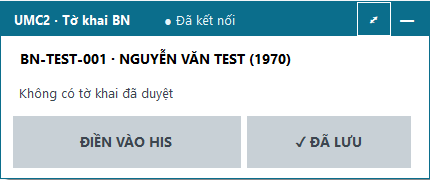 UMC2 · Tờ khai BN ● Đã kết nối
BN-TEST-001 · NGUYỄN VĂN TEST (1970)
Không có tờ khai đã duyệt
ĐIỀN VÀO HIS ✓ ĐÃ LƯU